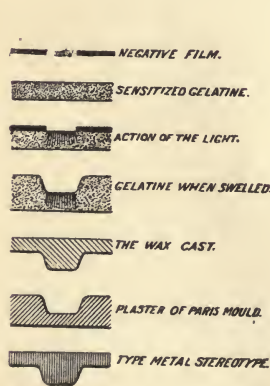 NEGATIVE FILM.
SENSITIZED GELATINE.
ACTION OF THE LIGHT.
GELATINE WHEN SWELLED.
THE WAX CAST.
PLASTER OF PARIS MOULD.
TYPE METAL STEREOTYPE.